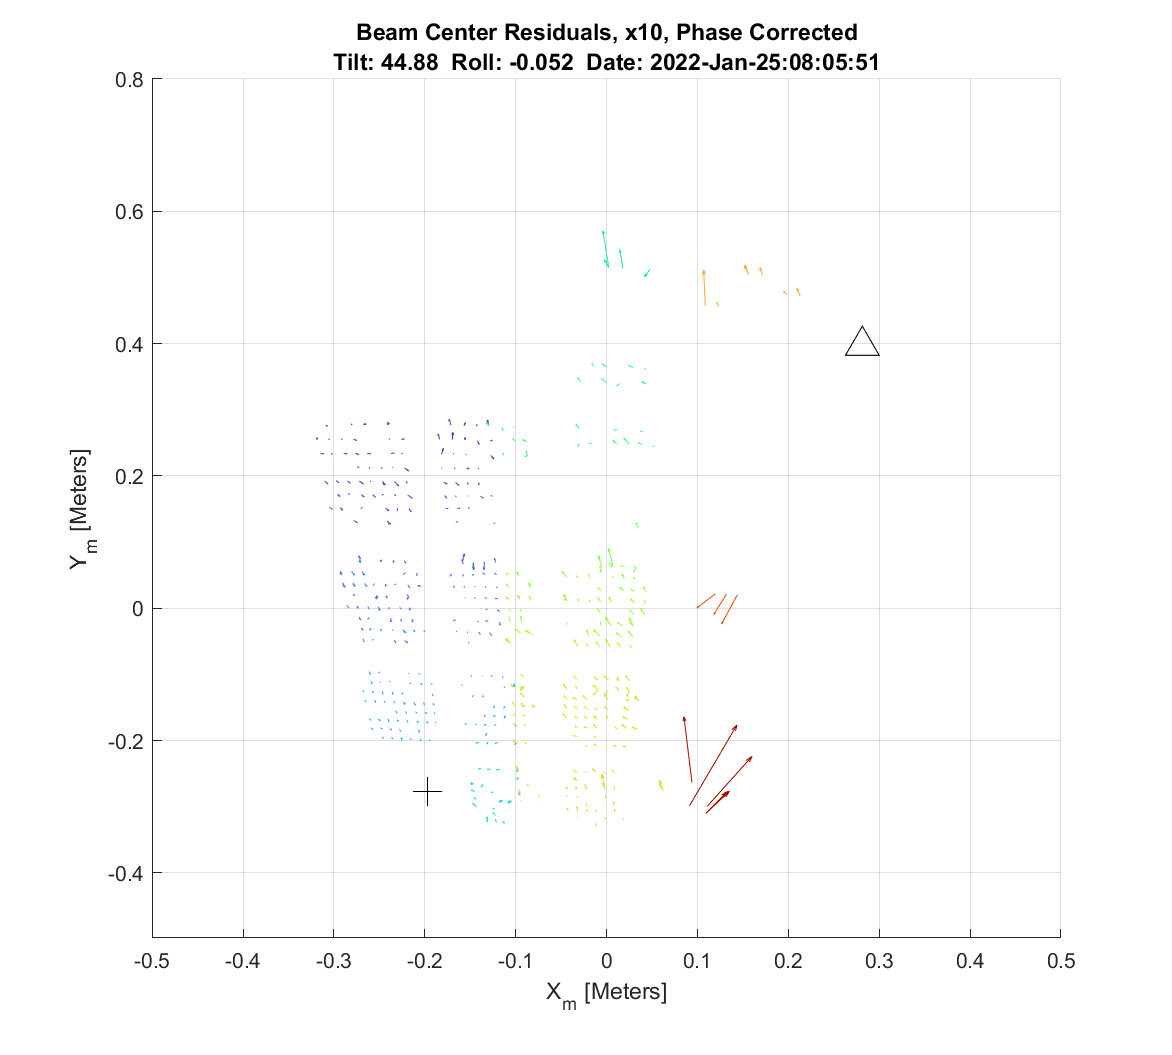 Beam Center Residuals, x10, Phase Corrected
Tilt: 44.88 Roll: -0.052 Date: 2022-Jan-25:08:05:51
0.8
0.6
0.4
0.2
0
-0.2
-0.4
Y_m [Meters]
-0.5 -0.4 -0.3 -0.2 -0.1 0 0.1 0.2 0.3 0.4 0.5
X_m [Meters]